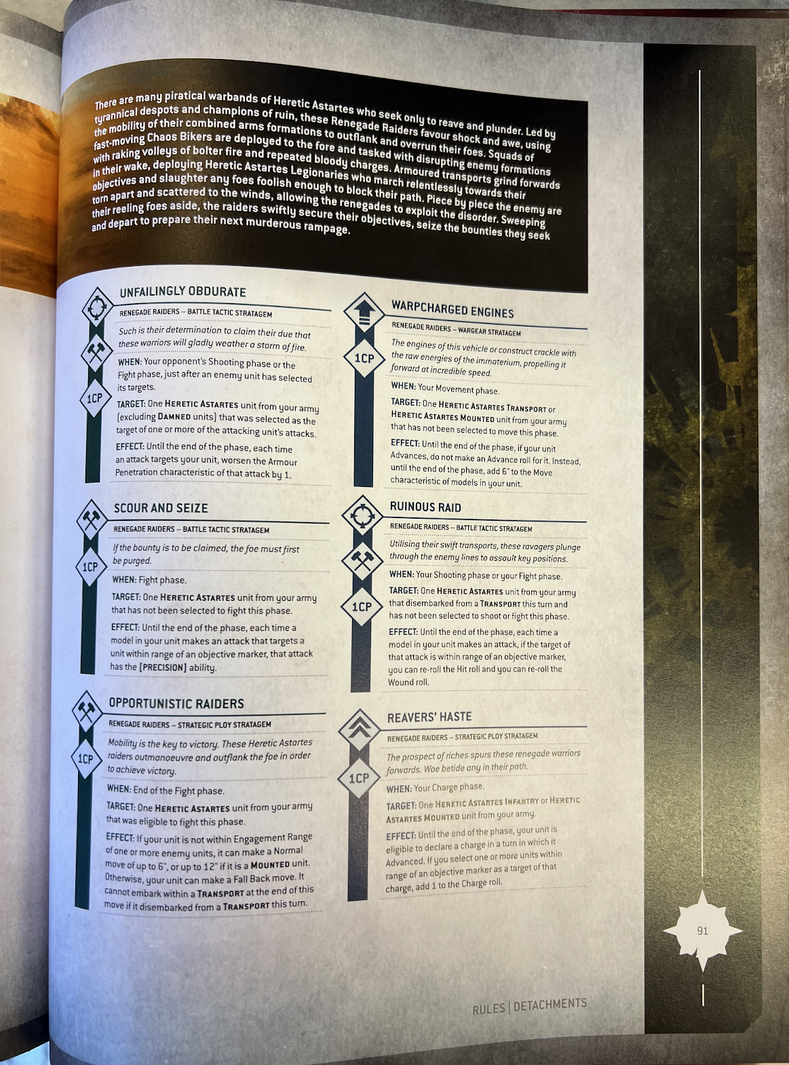 There are many piratical warbands of Heretic Astartes who seek only to reave and plunder. Led by
tyrannical despots and champions of ruin, these Renegade Raiders favour shock and awe, using
the mobility of their combined arms formations to outflank and overrun their foes. Squads of
fast-moving Chaos Bikers are deployed to the fore and tasked with disrupting enemy formations
with raking volleys of bolter fire and repeated bloody charges. Armoured transports grind forwards
in their wake, deploying Heretic Astartes Legionaries who march relentlessly towards their
objectives and slaughter any foes foolish enough to block their path. Piece by piece the enemy are
torn apart and scattered to the winds, allowing the renegades to exploit the disorder. Sweeping
their reeling foes aside, the raiders swiftly secure their objectives, seize the bounties they seek
and depart to prepare their next murderous rampage.
UNFAILINGLY OBDURATE
RENEGADE RAIDERS – BATTLE TACTIC STRATAGEM
Such is their determination to claim their due that
these warriors will gladly weather a storm of fire.
1CP
WHEN: Your opponent's Shooting phase or the
Fight phase, just after an enemy unit has selected
its targets.
TARGET: One HERETIC ASTARTES unit from your army
(excluding DAMNED units) that was selected as the
target of one or more of the attacking unit's attacks.
EFFECT: Until the end of the phase, each time
an attack targets your unit, worsen the Armour
Penetration characteristic of that attack by 1.
SCOUR AND SEIZE
RENEGADE RAIDERS – BATTLE TACTIC STRATAGEM
If the bounty is to be claimed, the foe must first
be purged.
1CP
WHEN: Fight phase.
TARGET: One HERETIC ASTARTES unit from your army
that has not been selected to fight this phase.
EFFECT: Until the end of the phase, each time a
model in your unit makes an attack that targets a
unit within range of an objective marker, that attack
has the [PRECISION] ability.
OPPORTUNISTIC RAIDERS
RENEGADE RAIDERS – STRATEGIC PLOY STRATAGEM
Mobility is the key to victory. These Heretic Astartes
raiders outmanoeuvre and outflank the foe in order
to achieve victory.
1CP
WHEN: End of the Fight phase.
TARGET: One HERETIC ASTARTES unit from your army
that was eligible to fight this phase.
EFFECT: If your unit is not within Engagement Range
of one or more enemy units, it can make a Normal
move of up to 6", or up to 12" if it is a MOUNTED unit.
Otherwise, your unit can make a Fall Back move. It
cannot embark within a TRANSPORT at the end of this
move if it disembarked from a TRANSPORT this turn.
WARPCHARGED ENGINES
RENEGADE RAIDERS – WARGEAR STRATAGEM
The engines of this vehicle or construct crackle with
the raw energies of the immaterium, propelling it
forward at incredible speed.
1CP
WHEN: Your Movement phase.
TARGET: One HERETIC ASTARTES TRANSPORT or
HERETIC ASTARTES MOUNTED unit from your army
that has not been selected to move this phase.
EFFECT: Until the end of the phase, if your unit
Advances, do not make an Advance roll for it. Instead,
until the end of the phase, add 6" to the Move
characteristic of models in your unit.
RUINOUS RAID
RENEGADE RAIDERS – BATTLE TACTIC STRATAGEM
Utilising their swift transports, these ravagers plunge
through the enemy lines to assault key positions.
1CP
WHEN: Your Shooting phase or your Fight phase.
TARGET: One HERETIC ASTARTES unit from your army
that disembarked from a TRANSPORT this turn and
has not been selected to shoot or fight this phase.
EFFECT: Until the end of the phase, each time a
model in your unit makes an attack, if the target of
that attack is within range of an objective marker,
you can re-roll the Hit roll and you can re-roll the
Wound roll.
REAVERS' HASTE
RENEGADE RAIDERS – STRATEGIC PLOY STRATAGEM
The prospect of riches spurs these renegade warriors
forwards. Woe betide any in their path.
1CP
WHEN: Your Charge phase.
TARGET: One HERETIC ASTARTES INFANTRY or HERETIC
ASTARTES MOUNTED unit from your army.
EFFECT: Until the end of the phase, your unit is
eligible to declare a charge in a turn in which it
Advanced. If you select one or more units within
range of an objective marker as a target of that
charge, add 1 to the Charge roll.
91
RULES | DETACHMENTS